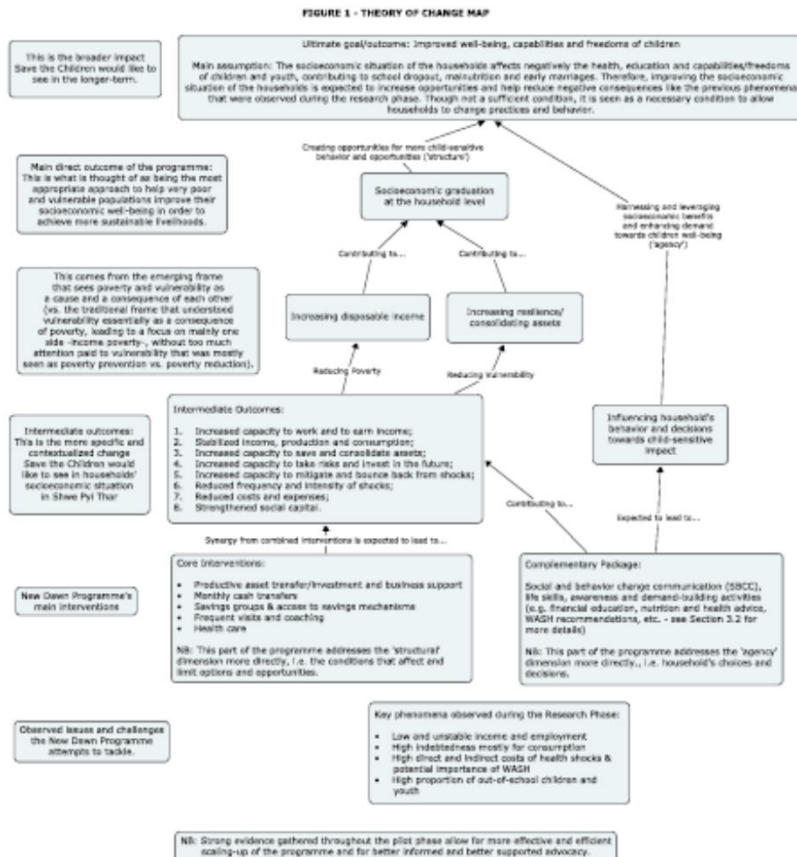 FIGURE 1 - THEORY OF CHANGE MAP
This is the broader impact
Save the Children would like to
see in the longer-term.
Ultimate goal/outcome: Improved well-being, capabilities and freedoms of children
Main assumption: The socioeconomic situation of the households affects negatively the health, education and capabilities/freedoms
of children and youth, contributing to school dropout, malnutrition and early marriages. Therefore, improving the socioeconomic
situation of the households is expected to increase opportunities and help reduce negative consequences like the previous phenomena
that were observed during the research phase. Though not a sufficient condition, it is seen as a necessary condition to allow
households to change practices and behavior.
Creating opportunities for more child-sensitive
behavior and opportunities ('structure')
Main direct outcome of the programme:
This is what is thought of as being the most
appropriate approach to help very poor
and vulnerable populations improve their
socioeconomic well-being in order to
achieve more sustainable livelihoods.
Socioeconomic graduation
at the household level
Harnessing and leveraging
socioeconomic benefits
and enhancing demand
towards children well-being
('agency')
Contributing to...
Contributing to...
This comes from the emerging frame
that sees poverty and vulnerability as
a cause and a consequence of each other
(vs. the traditional frame that understood
vulnerability essentially as a consequence
of poverty, leading to a focus on mainly one
side -income poverty-, without too much
attention paid to vulnerability that was mostly
seen as poverty prevention vs. poverty reduction).
Increasing disposable income
Increasing resilience/
consolidating assets
Reducing Poverty
Reducing Vulnerability
Intermediate outcomes:
This is the more specific and
contextualized change
Save the Children would
like to see in households'
socioeconomic situation
in Shwe Pyi Thar
Intermediate Outcomes:
1. Increased capacity to work and to earn income;
2. Stabilized income, production and consumption;
3. Increased capacity to save and consolidate assets;
4. Increased capacity to take risks and invest in the future;
5. Increased capacity to mitigate and bounce back from shocks;
6. Reduced frequency and intensity of shocks;
7. Reduced costs and expenses;
8. Strengthened social capital.
Influencing household's
behavior and decisions
towards child-sensitive
impact
Contributing to...
Expected to lead to...
Synergy from combined interventions is expected to lead to...
New Dawn Programme's
main interventions
Core Interventions:
• Productive asset transfer/investment and business support
• Monthly cash transfers
• Savings groups & access to savings mechanisms
• Frequent visits and coaching
• Health care
NB: This part of the programme addresses the 'structural'
dimension more directly, i.e. the conditions that affect and
limit options and opportunities.
Complementary Package:
Social and behavior change communication (SBCC),
life skills, awareness and demand-building activities
(e.g. financial education, nutrition and health advice,
WASH recommendations, etc. - see Section 3.2 for
more details)
NB: This part of the programme addresses the 'agency'
dimension more directly., i.e. household's choices and
decisions.
Observed issues and challenges
the New Dawn Programme
attempts to tackle.
Key phenomena observed during the Research Phase:
• Low and unstable income and employment
• High indebtedness mostly for consumption
• High direct and indirect costs of health shocks &
potential importance of WASH
• High proportion of out-of-school children and
youth
NB: Strong evidence gathered throughout the pilot phase allow for more effective and efficient
scaling-up of the programme and for better informed and better supported advocacy.